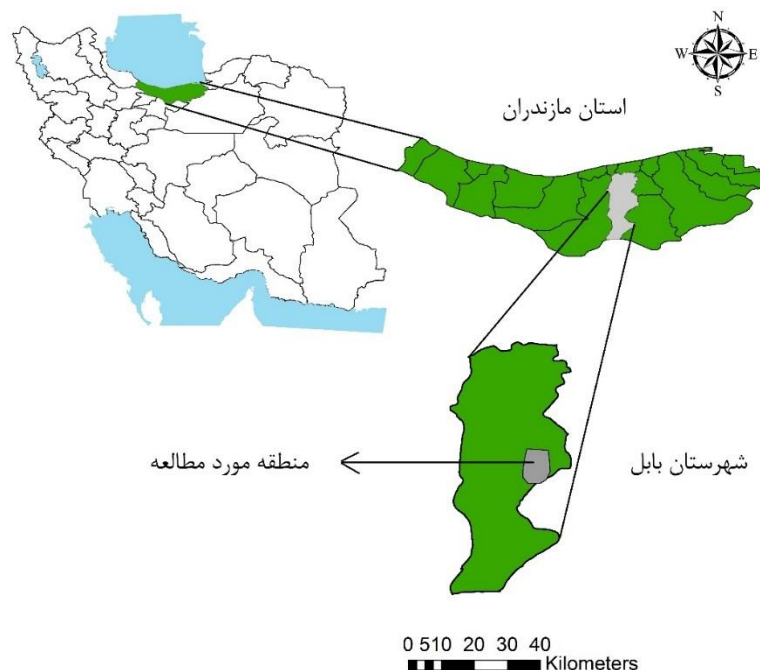 N
W E
S
استان مازندران
شهرستان بابل
منطقه مورد مطالعه
0 5 10 20 30 40
Kilometers